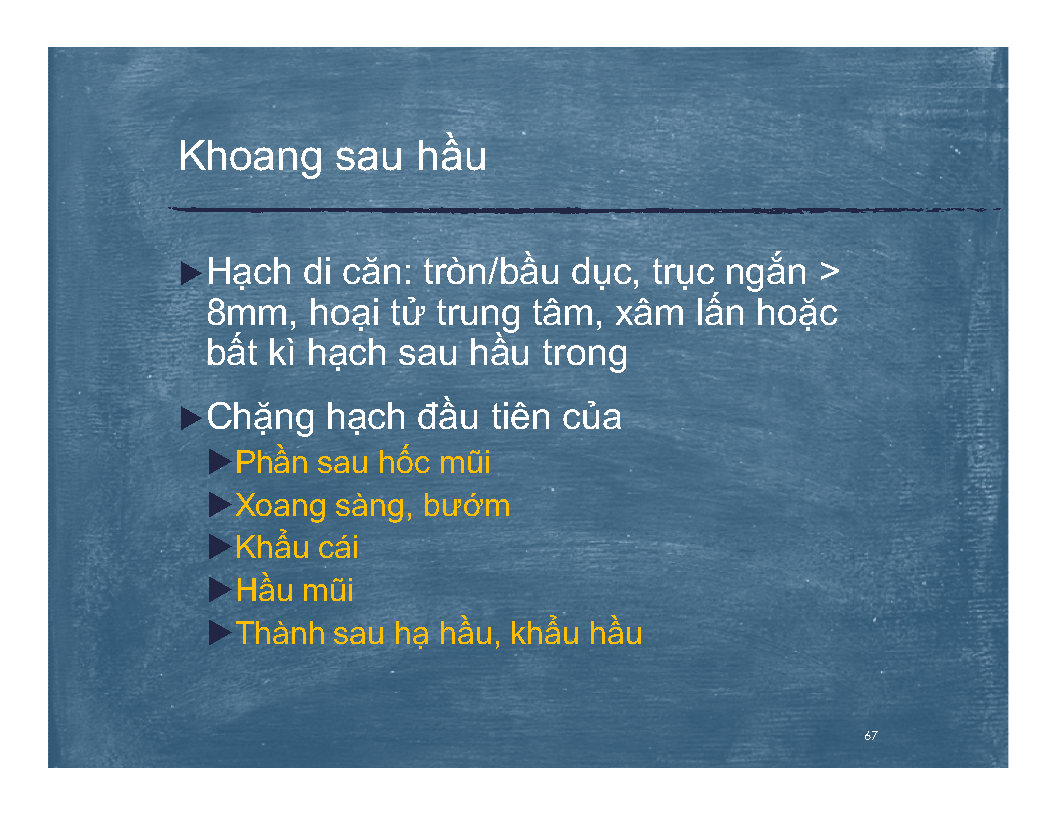 Khoang sau hầu
▶Hạch di căn: tròn/bầu dục, trục ngắn >
8mm, hoại tử trung tâm, xâm lấn hoặc
bất kì hạch sau hầu trong
▶Chặng hạch đầu tiên của
▶Phần sau hốc mũi
▶Xoang sàng, bướm
▶Khẩu cái
▶Hầu mũi
▶Thành sau hạ hầu, khẩu hầu
67